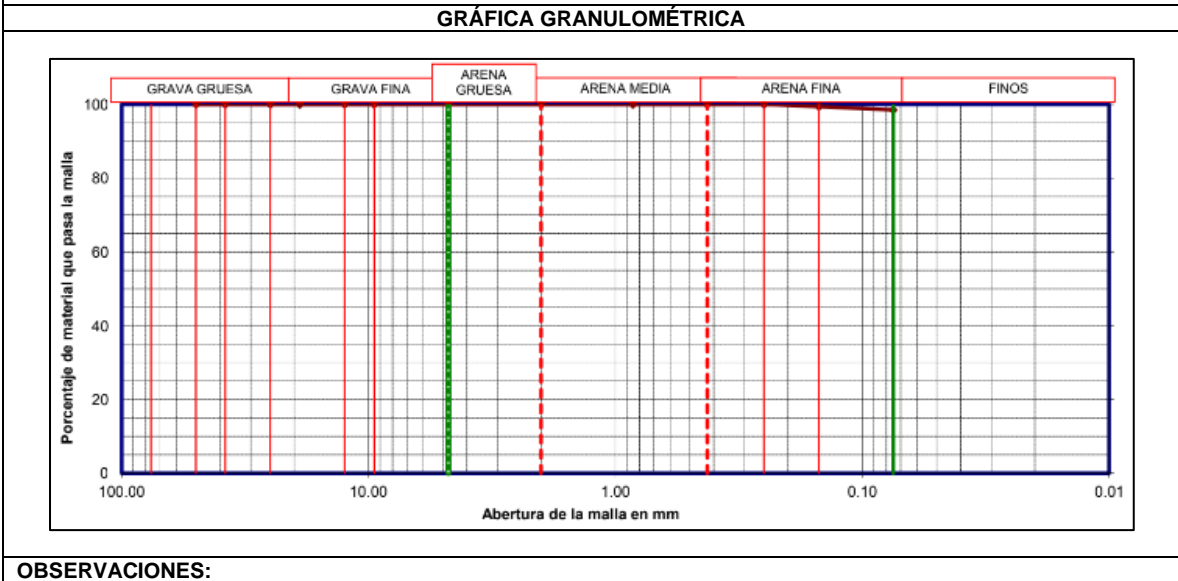 GRÁFICA GRANULOMÉTRICA
GRAVA GRUESA
GRAVA FINA
ARENA
GRUESA
ARENA MEDIA
ARENA FINA
FINOS
100
80
60
40
20
0
Porcentaje de material que pasa la malla
100.00
10.00
1.00
0.10
0.01
Abertura de la malla en mm
OBSERVACIONES: